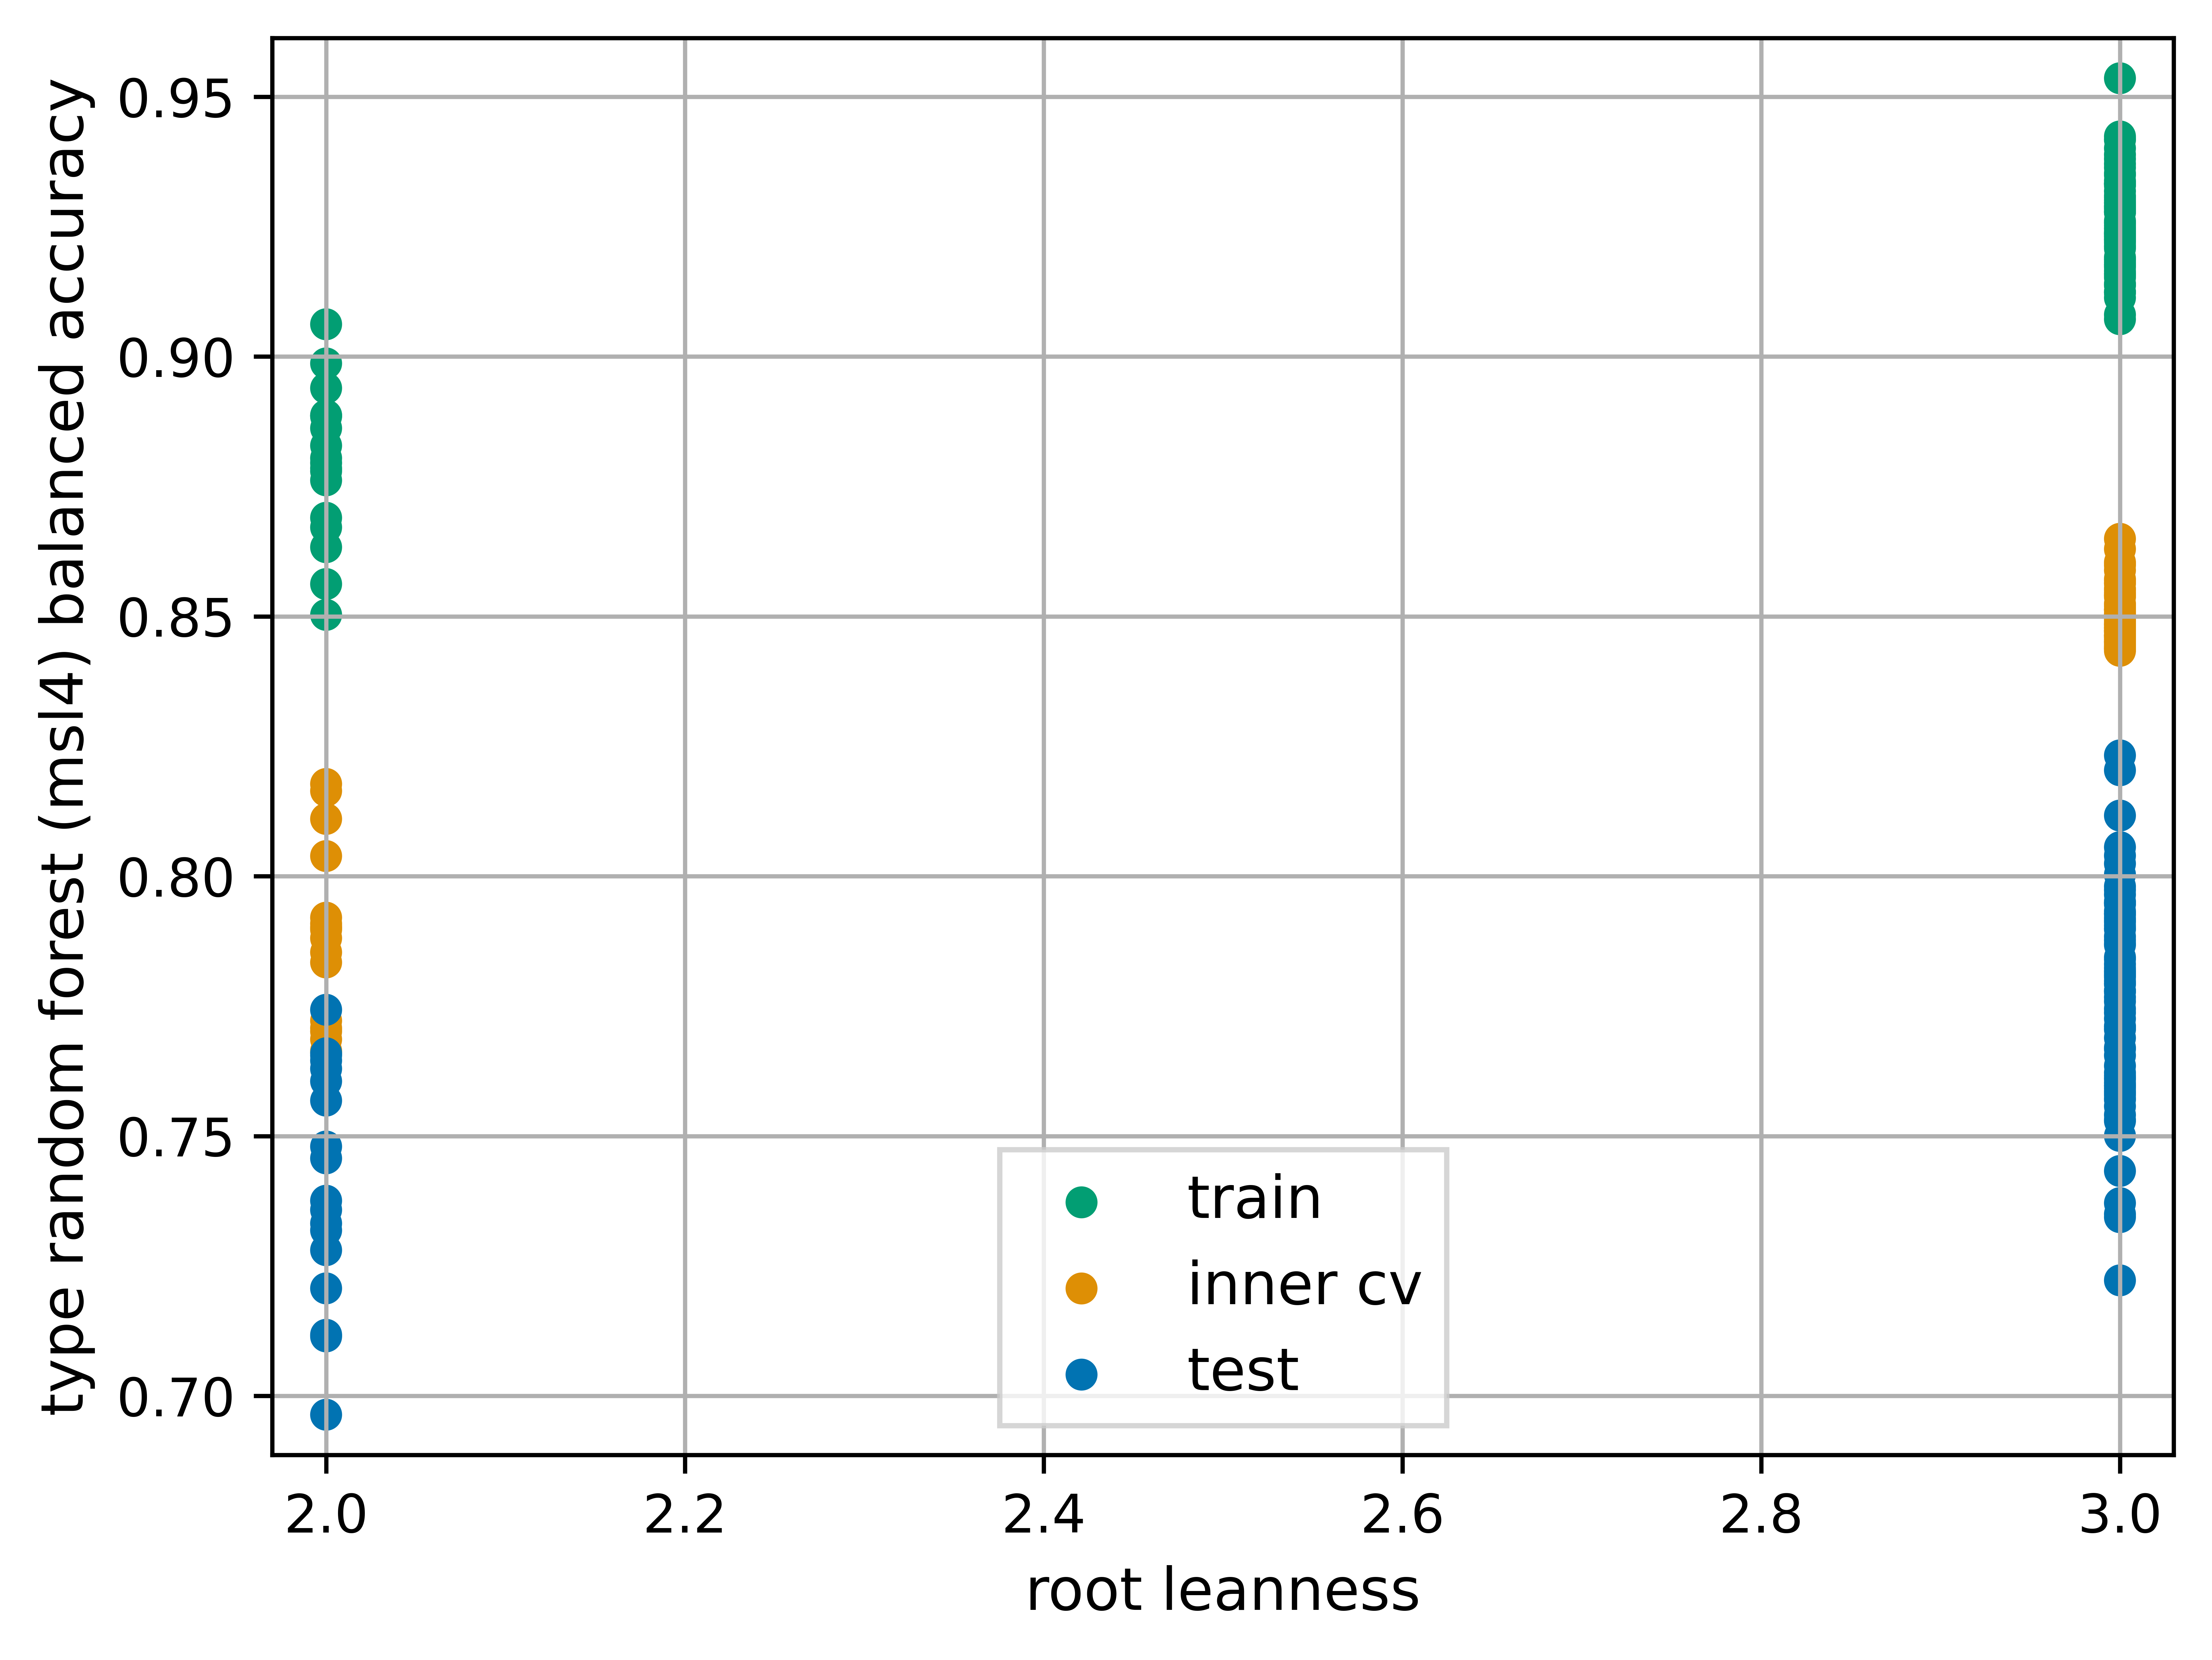 type random forest (msl4) balanced accuracy
0.95
0.90
0.85
0.80
0.75
0.70
train
inner cv
test
2.0 2.2 2.4 2.6 2.8 3.0
root leanness